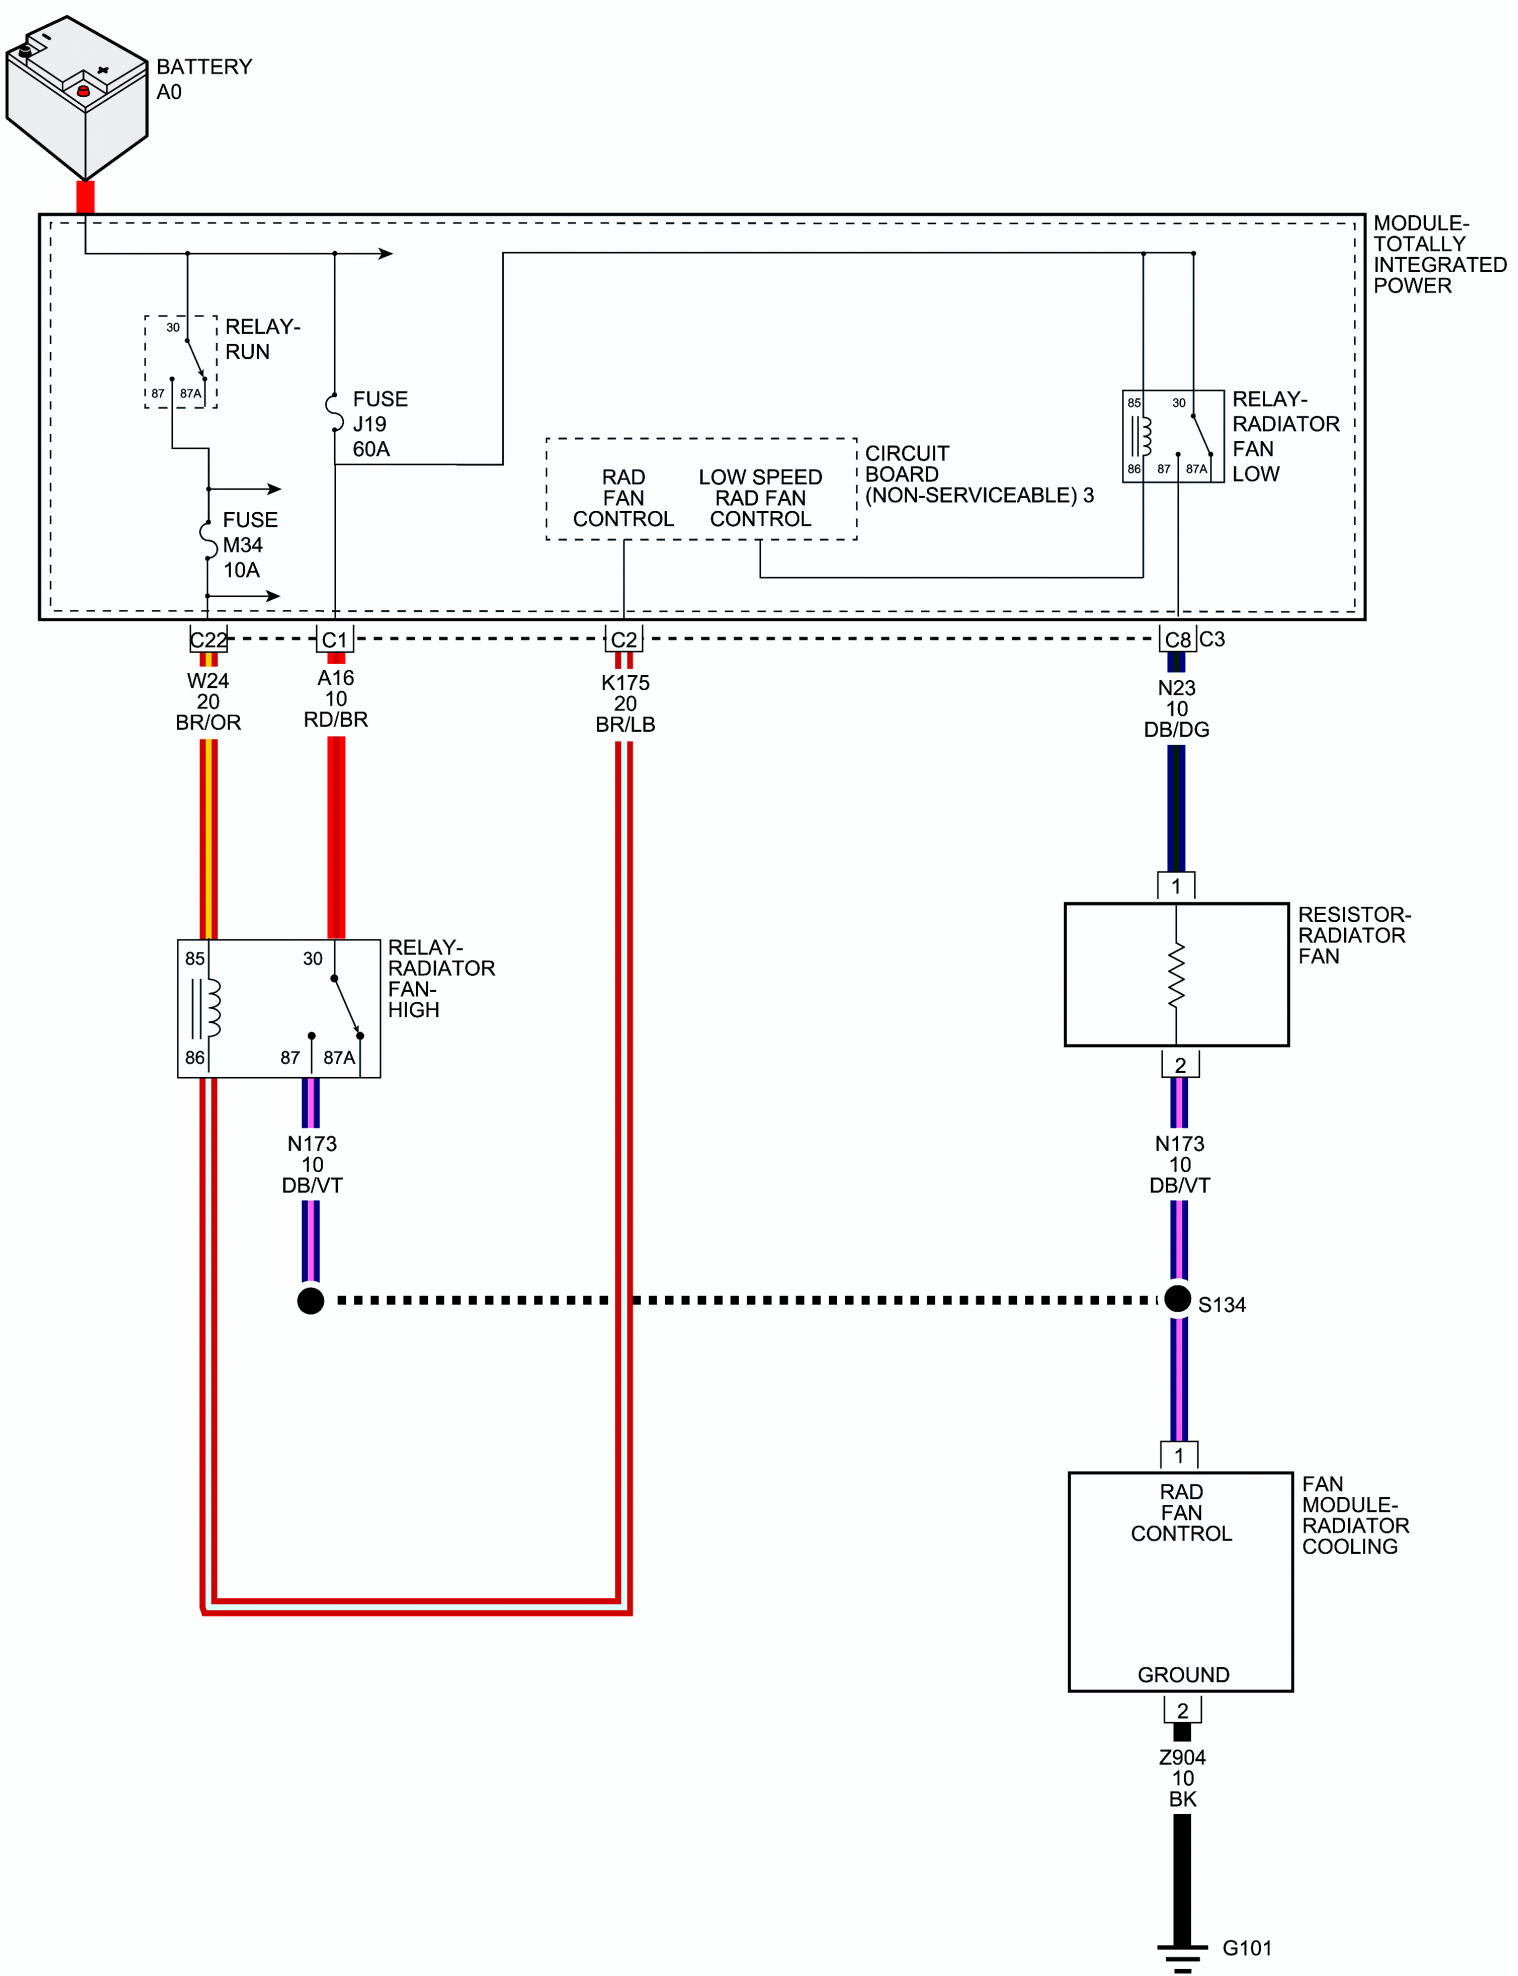 BATTERY
A0
MODULE-
TOTALLY
INTEGRATED
POWER
30
87
87A
RELAY-
RUN
FUSE
J19
60A
FUSE
M34
10A
RAD
FAN
CONTROL
LOW SPEED
RAD FAN
CONTROL
CIRCUIT
BOARD
(NON-SERVICEABLE) 3
85
30
86
87
87A
RELAY-
RADIATOR
FAN
LOW
C22
C1
C2
C8
C3
W24
20
BR/OR
A16
10
RD/BR
K175
20
BR/LB
N23
10
DB/DG
1
RESISTOR-
RADIATOR
FAN
2
85
30
86
87
87A
RELAY-
RADIATOR
FAN-
HIGH
N173
10
DB/VT
N173
10
DB/VT
S134
1
RAD
FAN
CONTROL
GROUND
FAN
MODULE-
RADIATOR
COOLING
2
Z904
10
BK
G101